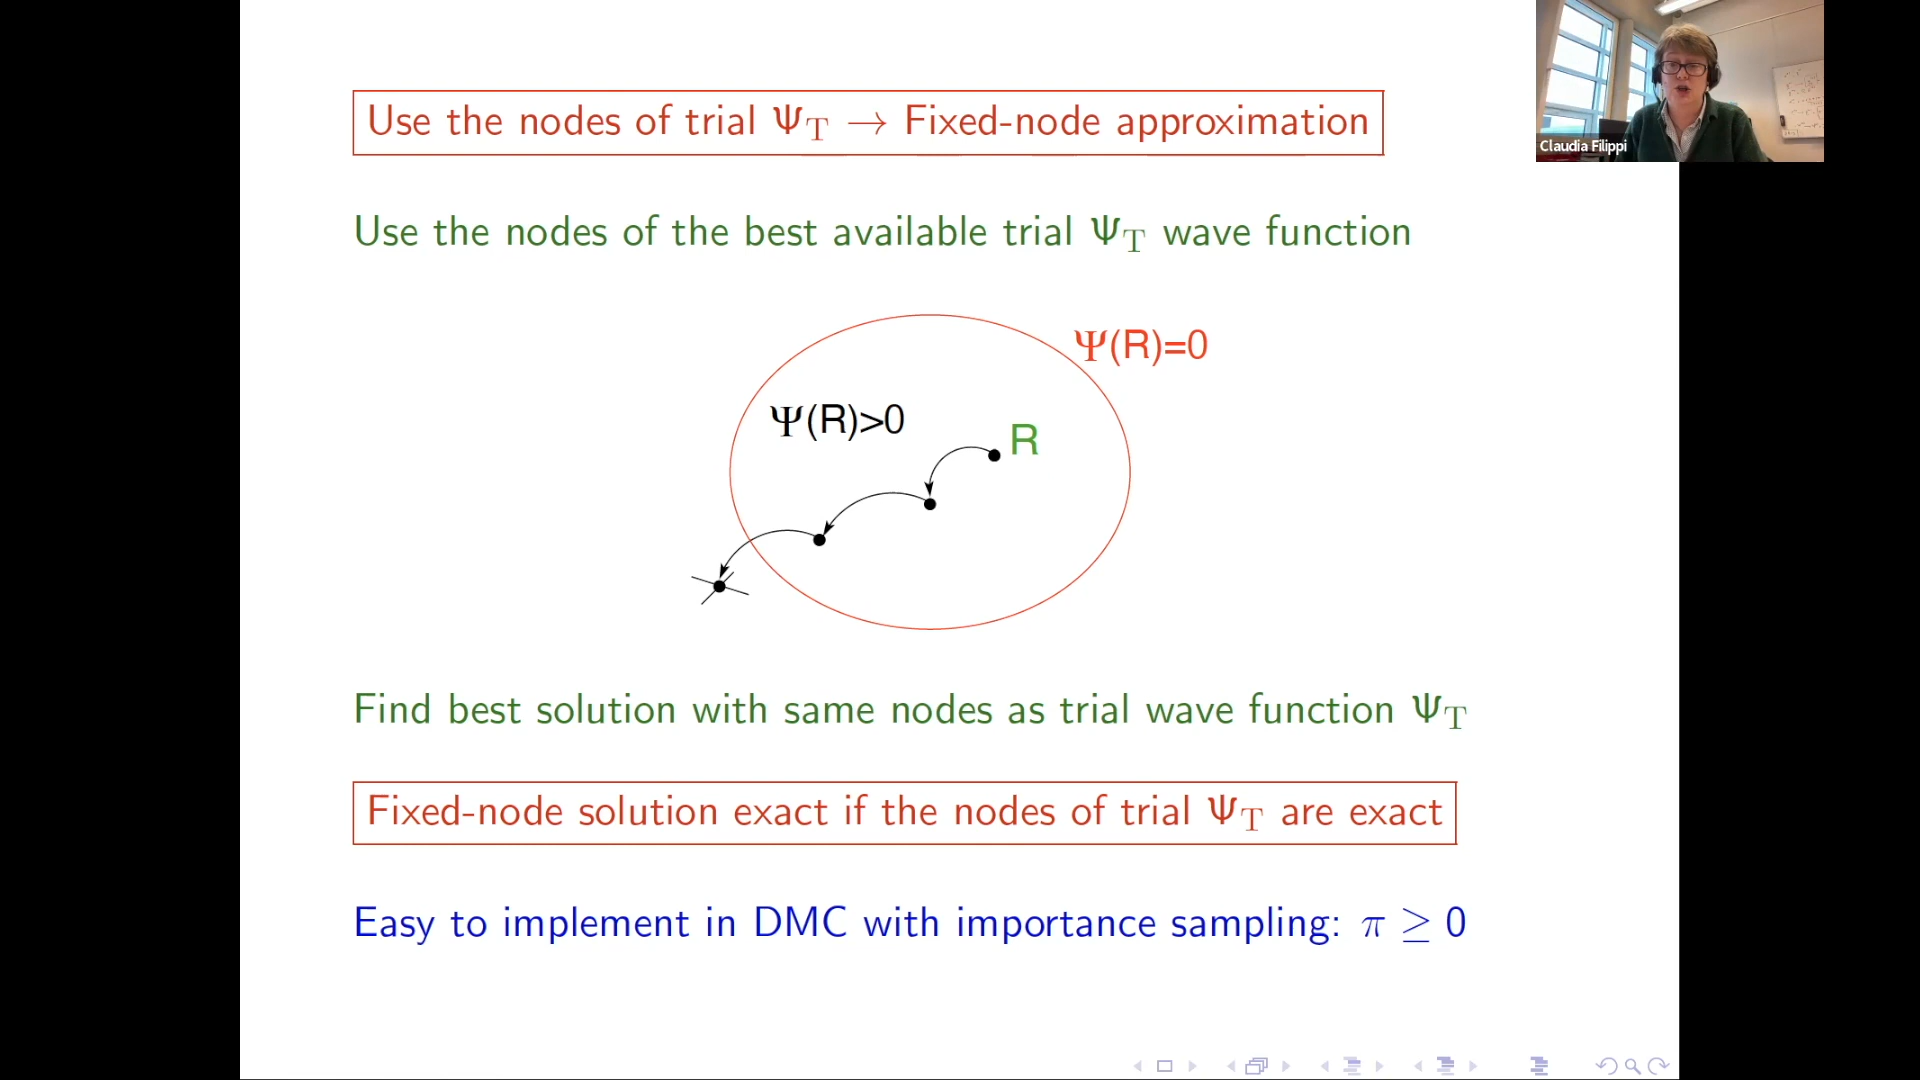 Use the nodes of trial Ψ_T → Fixed-node approximation
Claudia Filippi
Use the nodes of the best available trial Ψ_T wave function
Ψ(R)=0
Ψ(R)>0
R
Find best solution with same nodes as trial wave function Ψ_T
Fixed-node solution exact if the nodes of trial Ψ_T are exact
Easy to implement in DMC with importance sampling: π ≥ 0